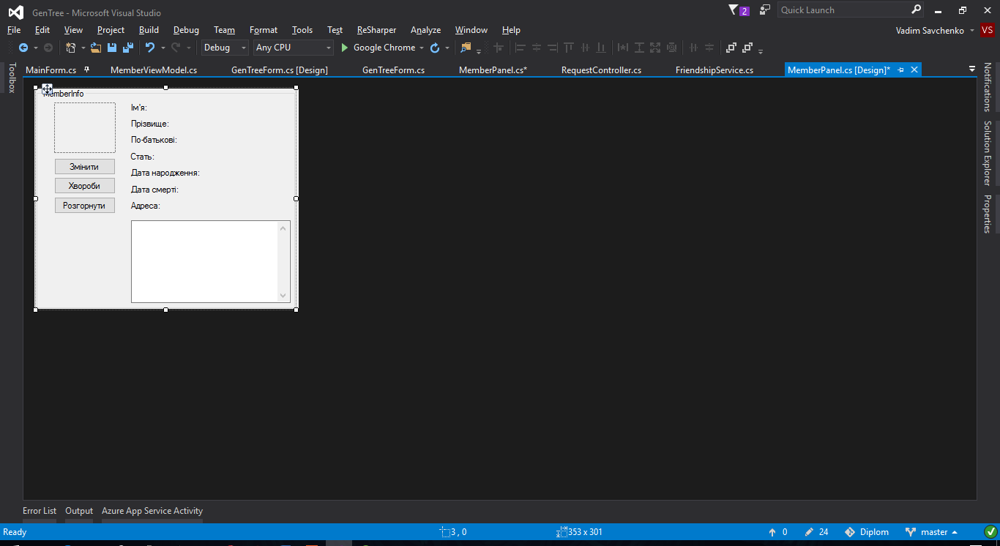 GenTree - Microsoft Visual Studio
2
Quick Launch
File Edit View Project Build Debug Team Format Tools Test ReSharper Analyze Window Help
Vadim Savchenko
VS
Debug
Any CPU
Google Chrome
MainForm.cs
MemberViewModel.cs
GenTreeForm.cs [Design]
GenTreeForm.cs
MemberPanel.cs*
RequestController.cs
FriendshipService.cs
MemberPanel.cs [Design]*
Toolbox
Notifications
Solution Explorer
Properties
MemberInfo
Ім'я:
Прізвище:
По-батькові:
Стать:
Дата народження:
Дата смерті:
Адреса:
Змінити
Хвороби
Розгорнути
Error List
Output
Azure App Service Activity
Ready
3 , 0
353 x 301
0
24
Diplom
master